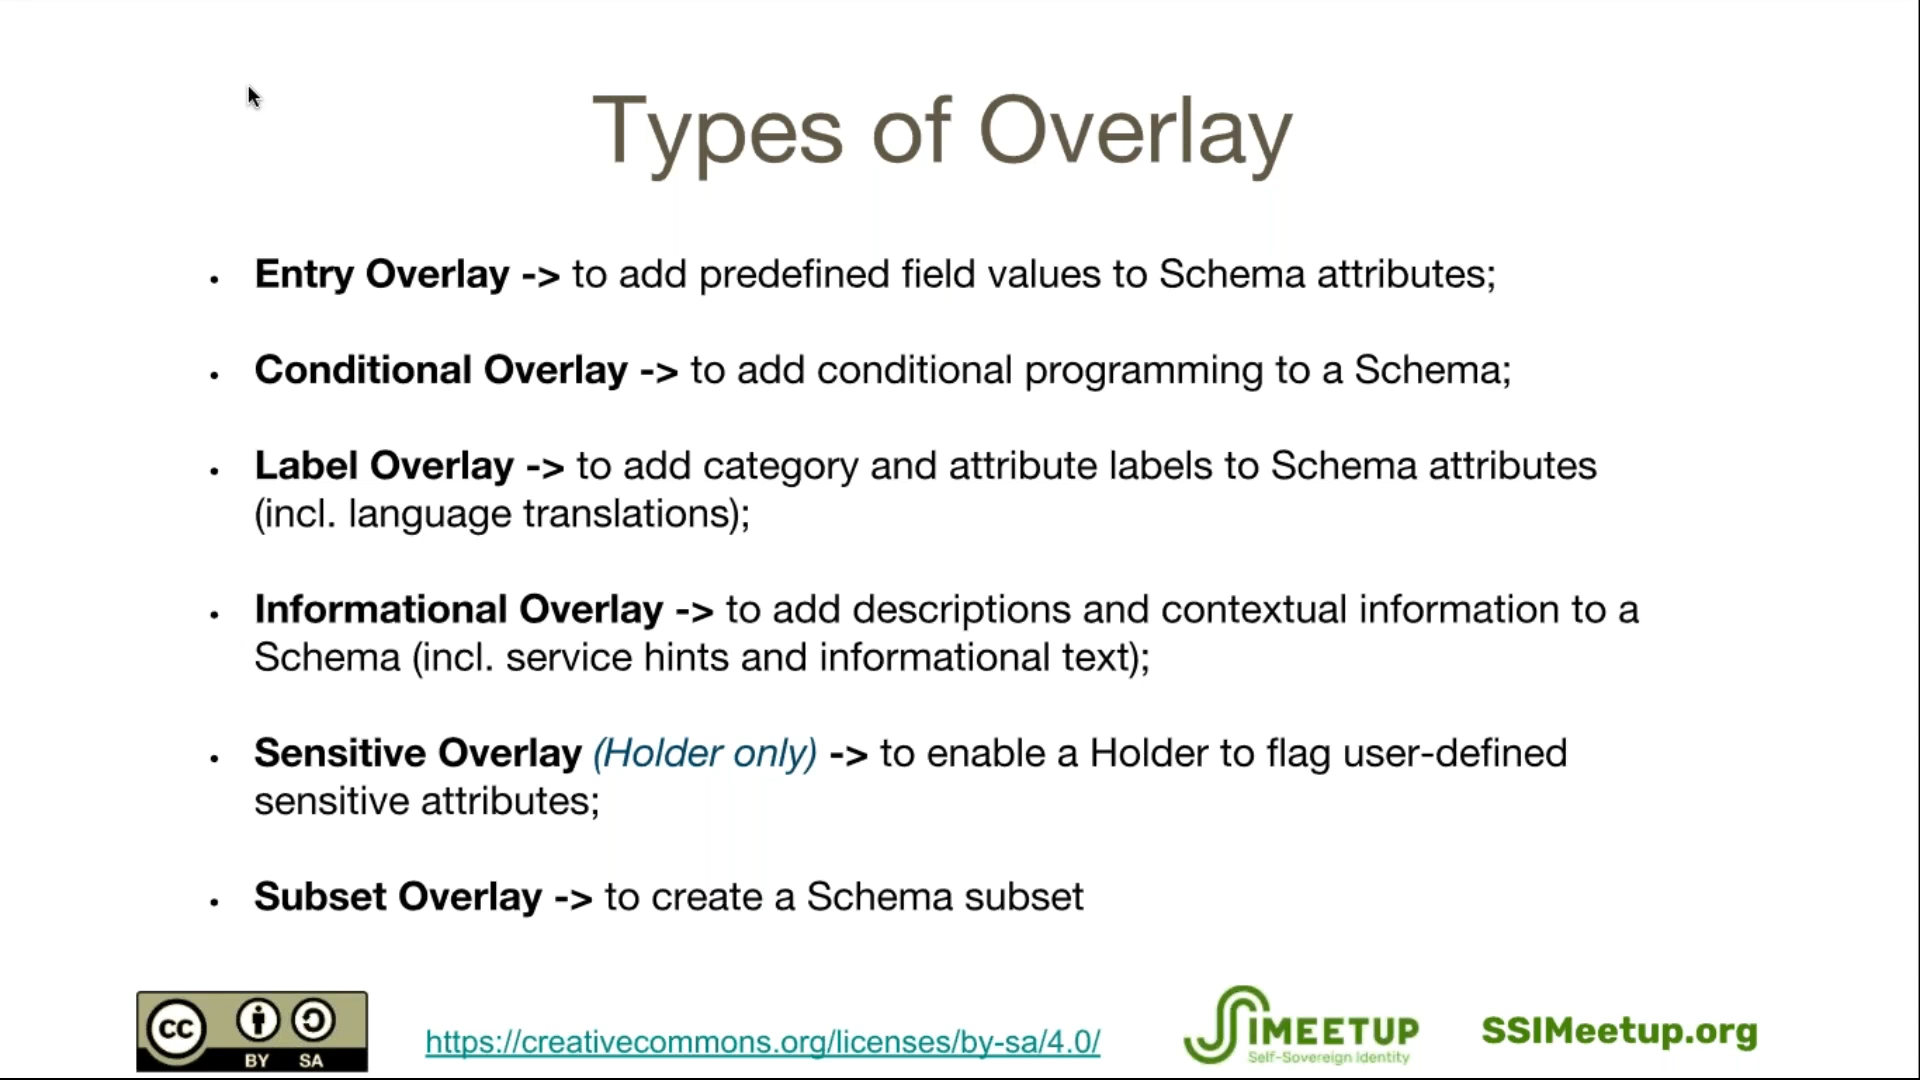 Types of Overlay
• Entry Overlay -> to add predefined field values to Schema attributes;
• Conditional Overlay -> to add conditional programming to a Schema;
• Label Overlay -> to add category and attribute labels to Schema attributes
(incl. language translations);
• Informational Overlay -> to add descriptions and contextual information to a
Schema (incl. service hints and informational text);
• Sensitive Overlay (Holder only) -> to enable a Holder to flag user-defined
sensitive attributes;
• Subset Overlay -> to create a Schema subset
CC BY SA
https://creativecommons.org/licenses/by-sa/4.0/
SSIMEETUP
Self-Sovereign Identity
SSIMeetup.org